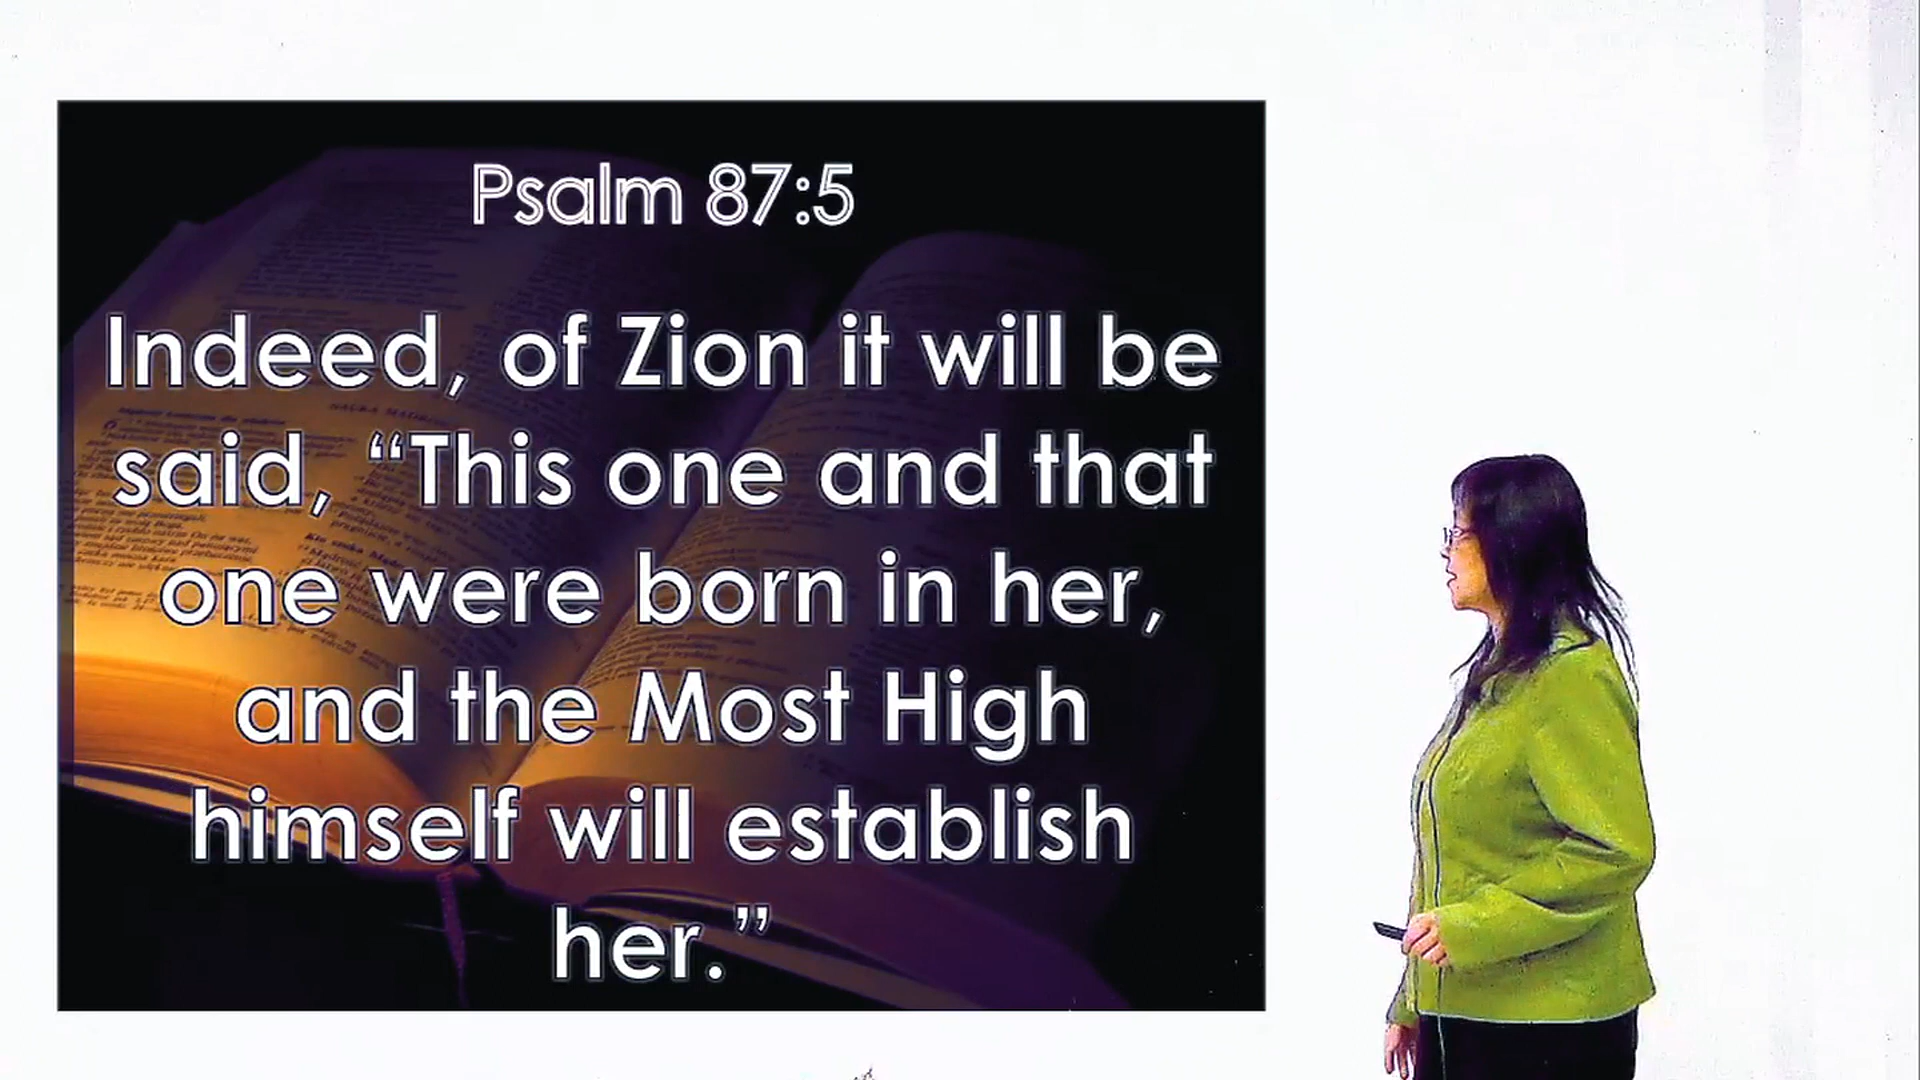 Psalm 87:5
Indeed, of Zion it will be
said, “This one and that
one were born in her,
and the Most High
himself will establish
her.”